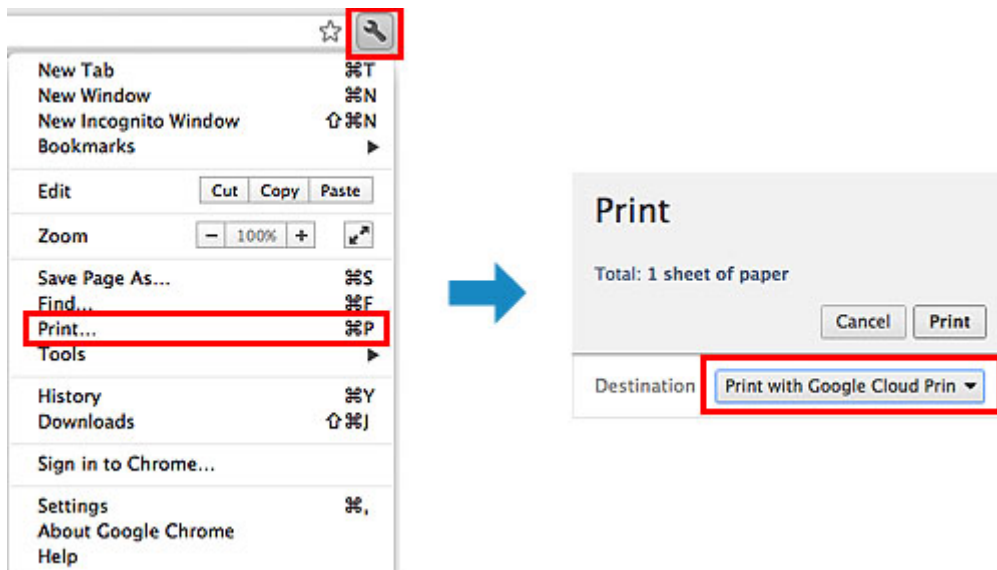 New Tab ⌘T
New Window ⌘N
New Incognito Window ⇧⌘N
Bookmarks ▶
Edit Cut Copy Paste
Zoom − 100% +
Save Page As... ⌘S
Find... ⌘F
Print... ⌘P
Tools ▶
History ⌘Y
Downloads ⇧⌘J
Sign in to Chrome...
Settings ⌘,
About Google Chrome
Help
Print
Total: 1 sheet of paper
Cancel Print
Destination Print with Google Cloud Prin